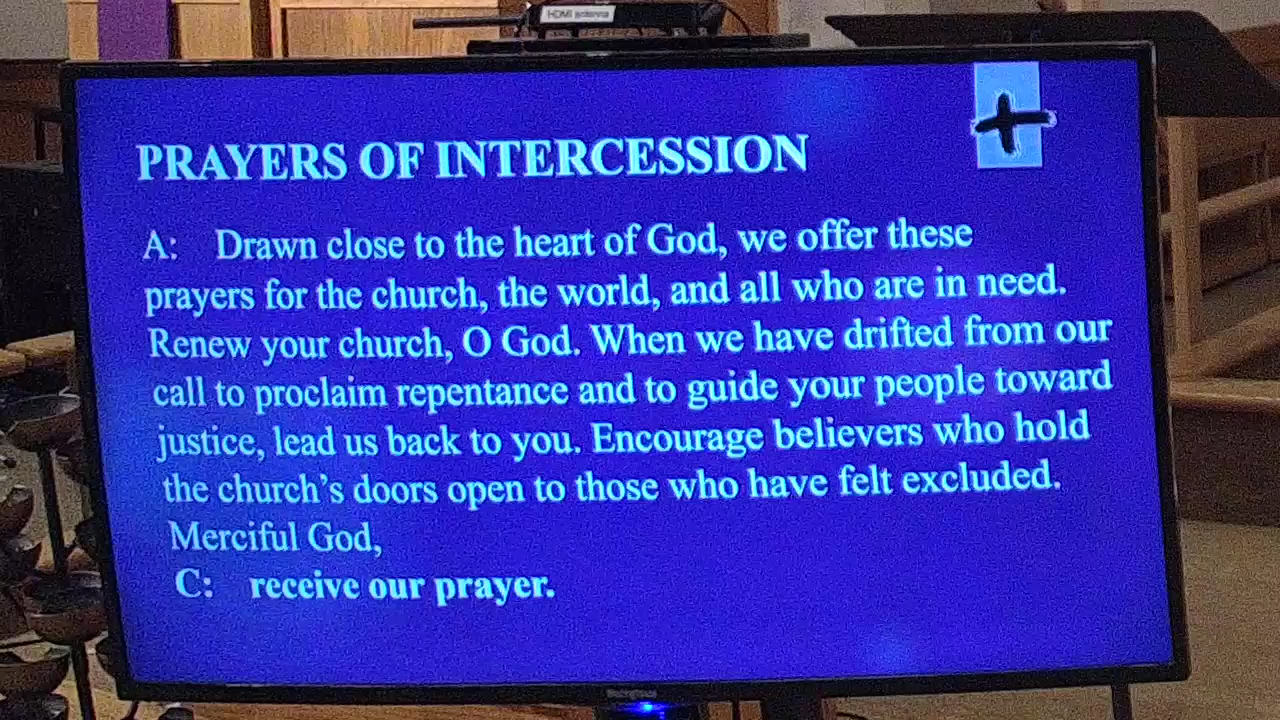 HDMI antenna
PRAYERS OF INTERCESSION
A: Drawn close to the heart of God, we offer these
prayers for the church, the world, and all who are in need.
Renew your church, O God. When we have drifted from our
call to proclaim repentance and to guide your people toward
justice, lead us back to you. Encourage believers who hold
the church’s doors open to those who have felt excluded.
Merciful God,
C: receive our prayer.
Westinghouse